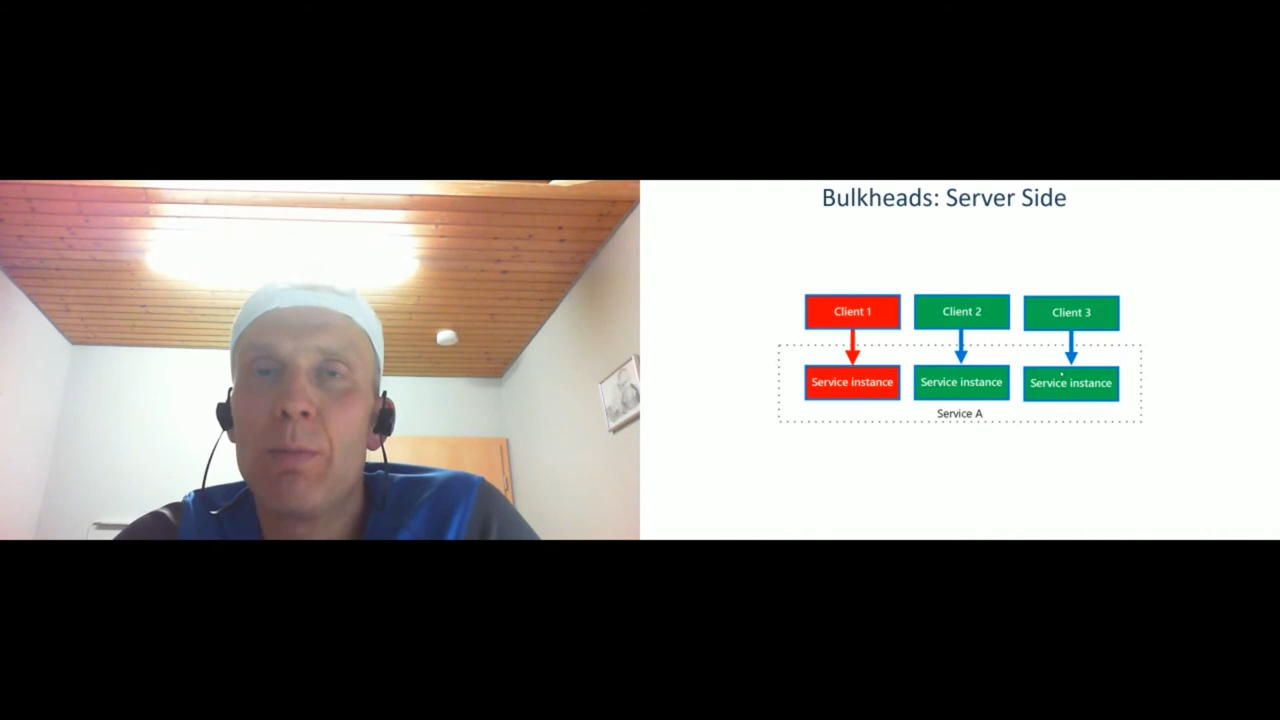 Bulkheads: Server Side
Client 1
Client 2
Client 3
Service instance
Service instance
Service instance
Service A